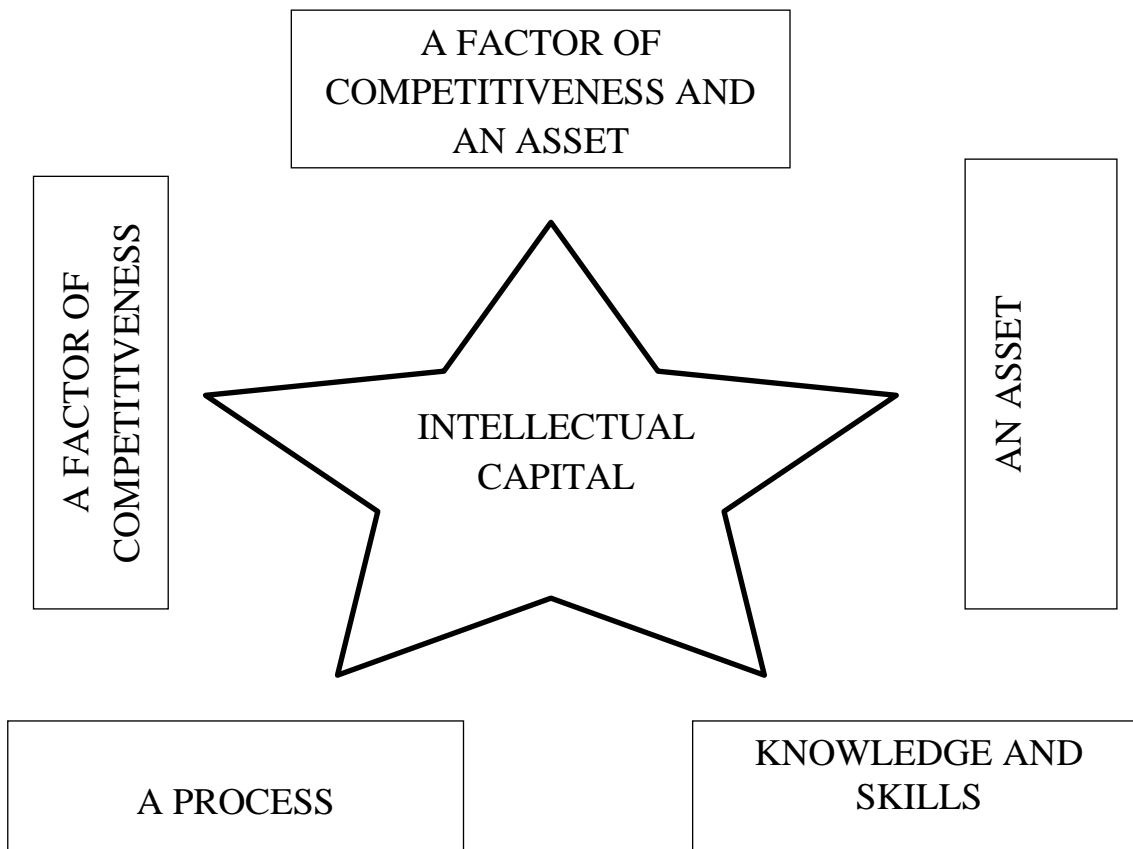 A FACTOR OF
COMPETITIVENESS AND
AN ASSET
A FACTOR OF
COMPETITIVENESS
AN ASSET
INTELLECTUAL
CAPITAL
A PROCESS
KNOWLEDGE AND
SKILLS